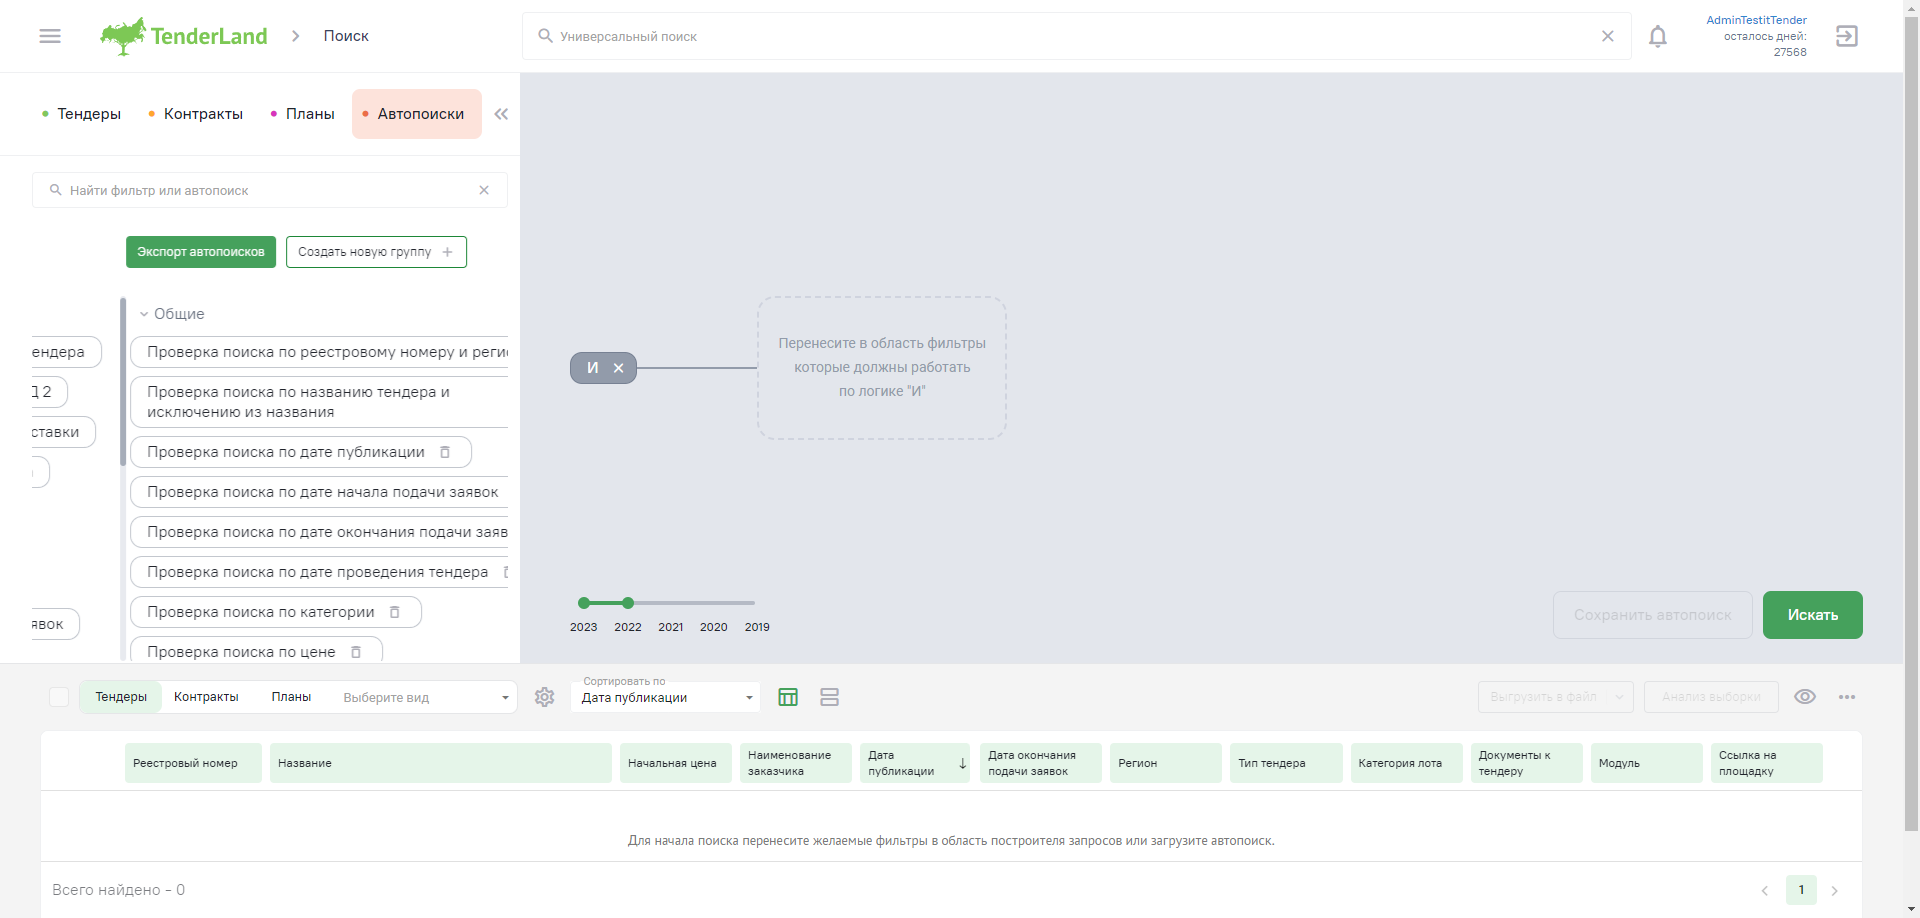 TenderLand
Поиск
Универсальный поиск
AdminTestitTender
осталось дней:
27568
Тендеры
Контракты
Планы
Автопоиски
Найти фильтр или автопоиск
Экспорт автопоисков
Создать новую группу
Общие
ендера
Проверка поиска по реестровому номеру и реги
Д 2
Проверка поиска по названию тендера и
исключению из названия
ставки
Проверка поиска по дате публикации
Проверка поиска по дате начала подачи заявок
Проверка поиска по дате окончания подачи заяв
Проверка поиска по дате проведения тендера
Проверка поиска по категории
явок
Проверка поиска по цене
И
Перенесите в область фильтры
которые должны работать
по логике "И"
2023 2022 2021 2020 2019
Сохранить автопоиск
Искать
Тендеры
Контракты
Планы
Выберите вид
Сортировать по
Дата публикации
Выгрузить в файл
Анализ выборки
Реестровый номер
Название
Начальная цена
Наименование
заказчика
Дата
публикации
Дата окончания
подачи заявок
Регион
Тип тендера
Категория лота
Документы к
тендеру
Модуль
Ссылка на
площадку
Для начала поиска перенесите желаемые фильтры в область построителя запросов или загрузите автопоиск.
Всего найдено - 0
1